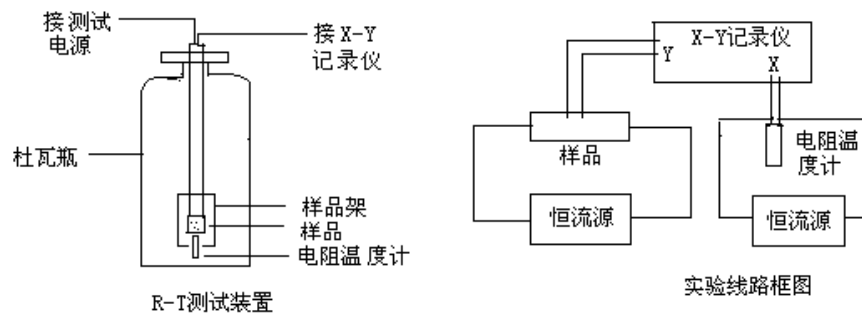 接测试
电源
接X-Y
记录仪
杜瓦瓶
样品架
样品
电阻温度计
R-T测试装置
X-Y记录仪
Y
X
样品
电阻温
度计
恒流源
恒流源
实验线路框图